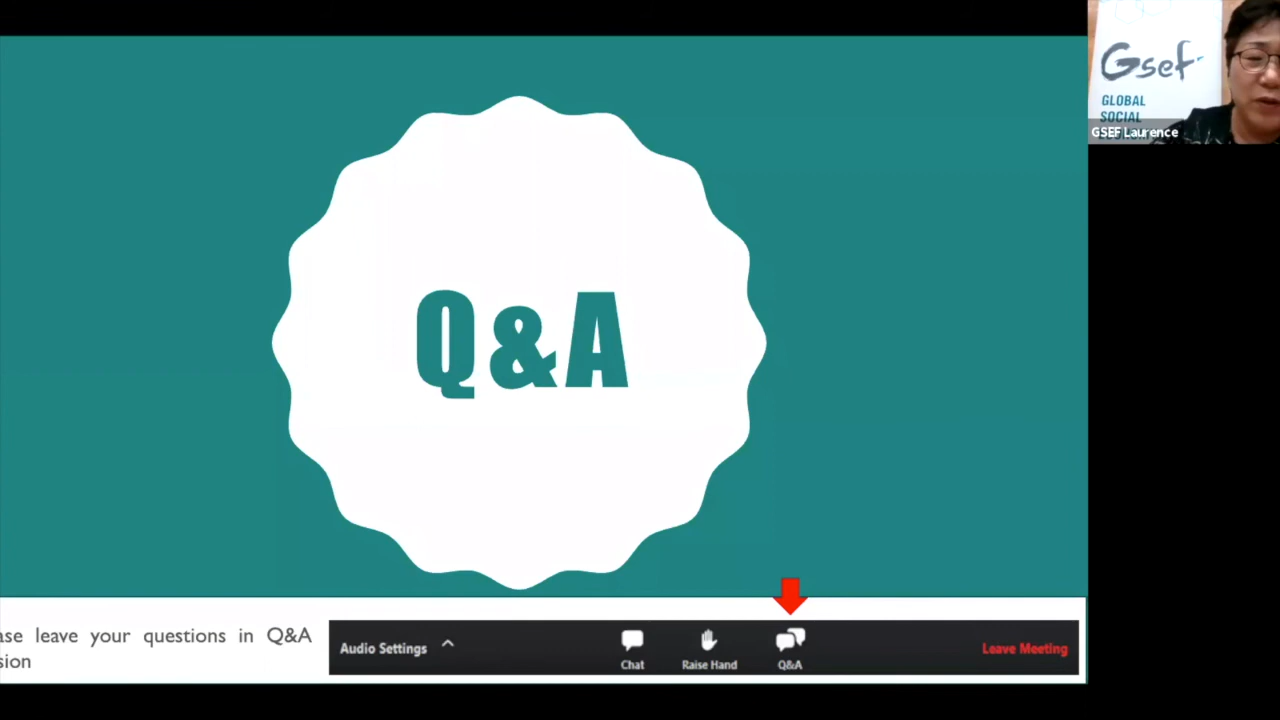 Q&A
ase leave your questions in Q&A
sion
Audio Settings
Chat
Raise Hand
Q&A
Leave Meeting
Gsef
GLOBAL
SOCIAL
GSEF Laurence